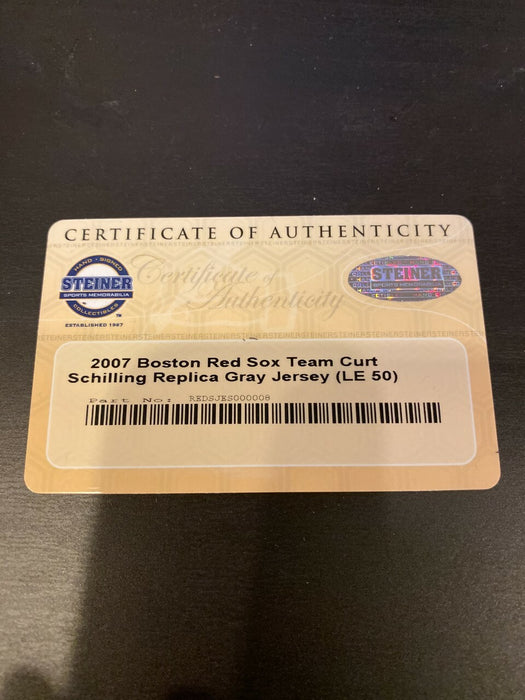 CERTIFICATE OF AUTHENTICITY
HAND · SIGNED
STEINER
SPORTS MEMORABILIA
COLLECTIBLES
TM
ESTABLISHED 1987
Certificate of
Authenticity
STEINER
SPORTS MEMORABILIA
2007 Boston Red Sox Team Curt
Schilling Replica Gray Jersey (LE 50)
Part No: REDSJES000008